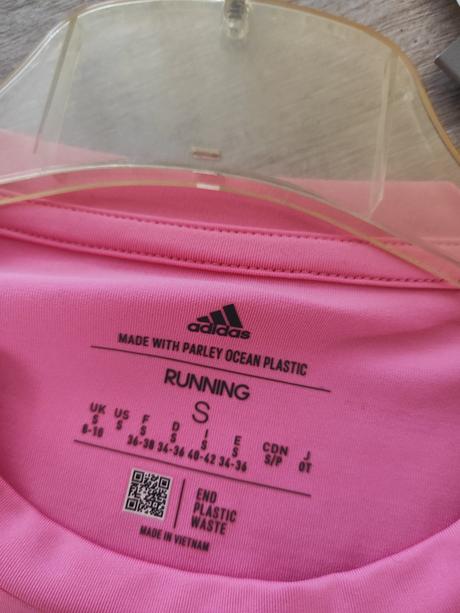 adidas
MADE WITH PARLEY OCEAN PLASTIC
RUNNING
S
UK US F D I E CDN J
S S S S S S S/P OT
8-10 36-38 34-36 40-42 34-36
END
PLASTIC
WASTE
MADE IN VIETNAM